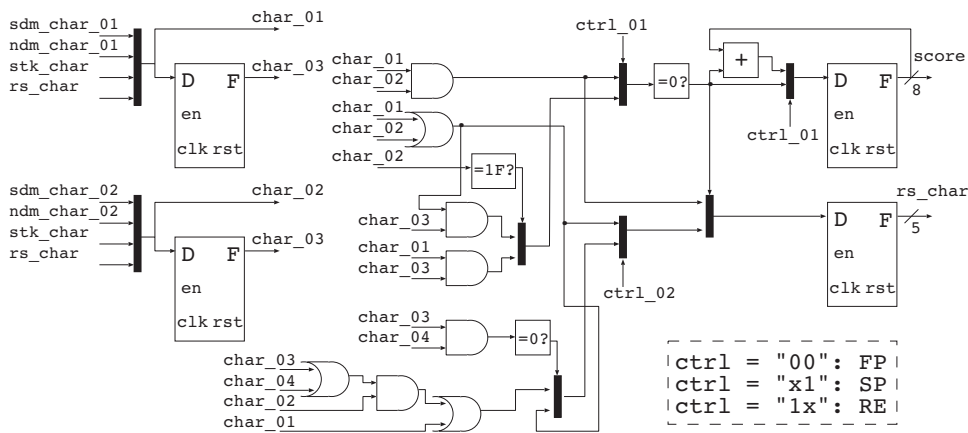 sdm_char_01
ndm_char_01
stk_char
rs_char
char_01
char_03
D F
en
clk rst
sdm_char_02
ndm_char_02
stk_char
rs_char
char_02
char_03
D F
en
clk rst
char_01
char_02
char_01
char_02
char_02
=1F?
char_03
char_01
char_03
char_03
char_04
=0?
char_03
char_04
char_02
char_01
ctrl_01
=0?
+
ctrl_01
ctrl_02
D F
en
clk rst
score
8
D F
en
clk rst
rs_char
5
ctrl = "00": FP
ctrl = "x1": SP
ctrl = "1x": RE